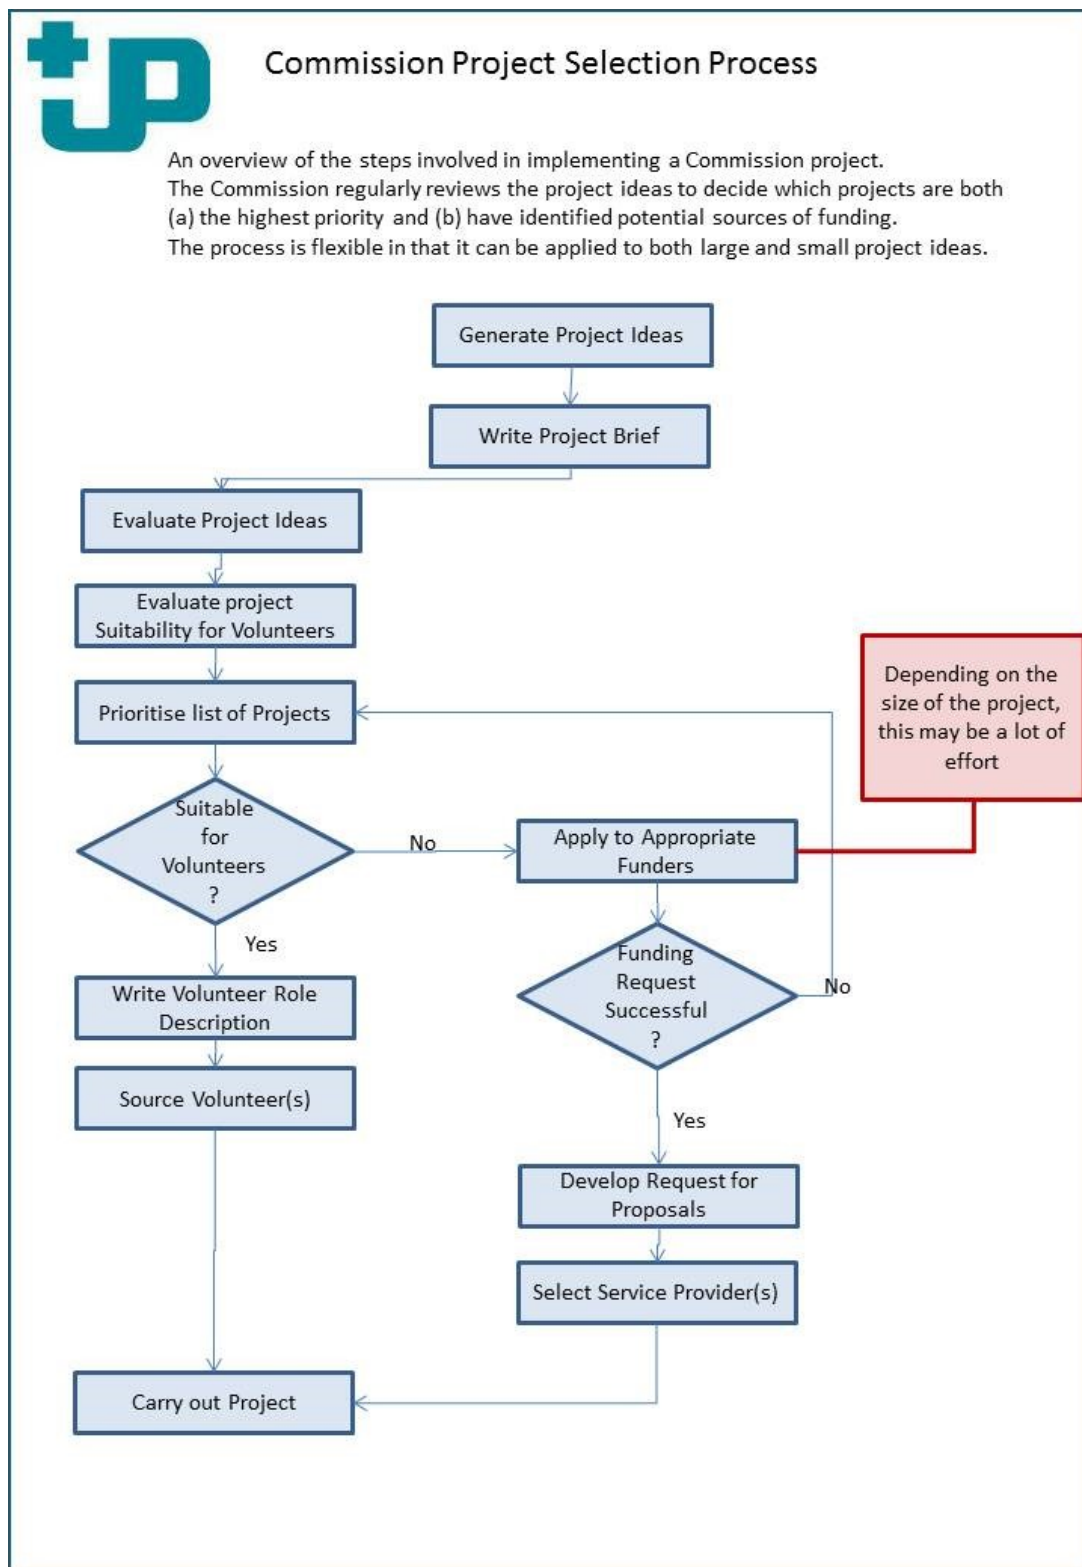 Commission Project Selection Process
An overview of the steps involved in implementing a Commission project.
The Commission regularly reviews the project ideas to decide which projects are both
(a) the highest priority and (b) have identified potential sources of funding.
The process is flexible in that it can be applied to both large and small project ideas.
Generate Project Ideas
Write Project Brief
Evaluate Project Ideas
Evaluate project
Suitability for Volunteers
Prioritise list of Projects
Depending on the
size of the project,
this may be a lot of
effort
Suitable
for
Volunteers
?
No
Apply to Appropriate
Funders
Yes
Funding
Request
Successful
?
No
Write Volunteer Role
Description
Source Volunteer(s)
Yes
Develop Request for
Proposals
Select Service Provider(s)
Carry out Project